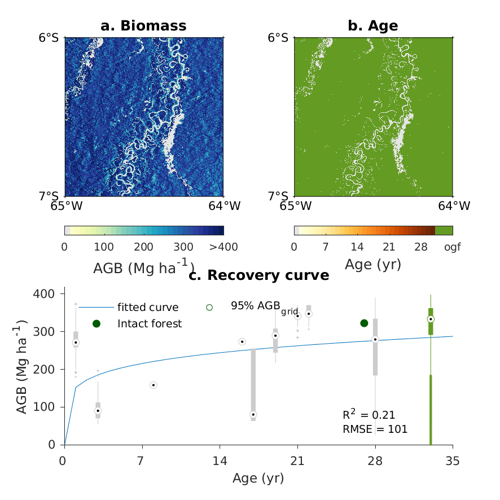 a. Biomass
b. Age
6°S
7°S
65°W
64°W
6°S
7°S
65°W
64°W
0 100 200 300 >400
AGB (Mg ha⁻¹)
0 7 14 21 28 ogf
Age (yr)
c. Recovery curve
400
300
200
100
0
AGB (Mg ha⁻¹)
fitted curve
95% AGBgrid
Intact forest
R² = 0.21
RMSE = 101
0 7 14 21 28 35
Age (yr)